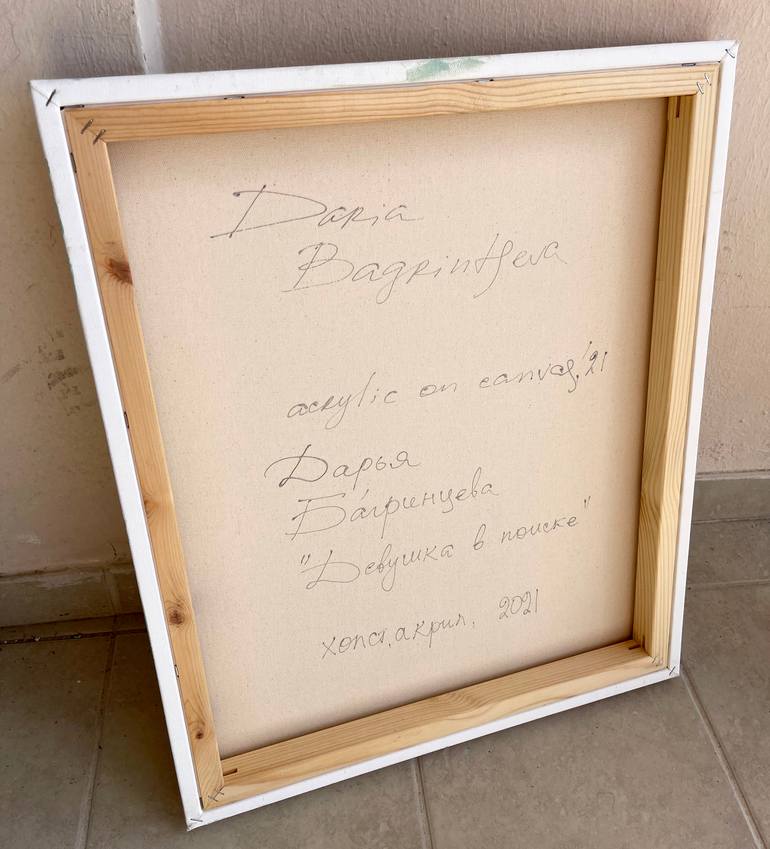 Daria
Bagrintseva
acrylic on canvas, '21
Дарья
Багринцева
"Девушка в поиске"
холст, акрил, 2021